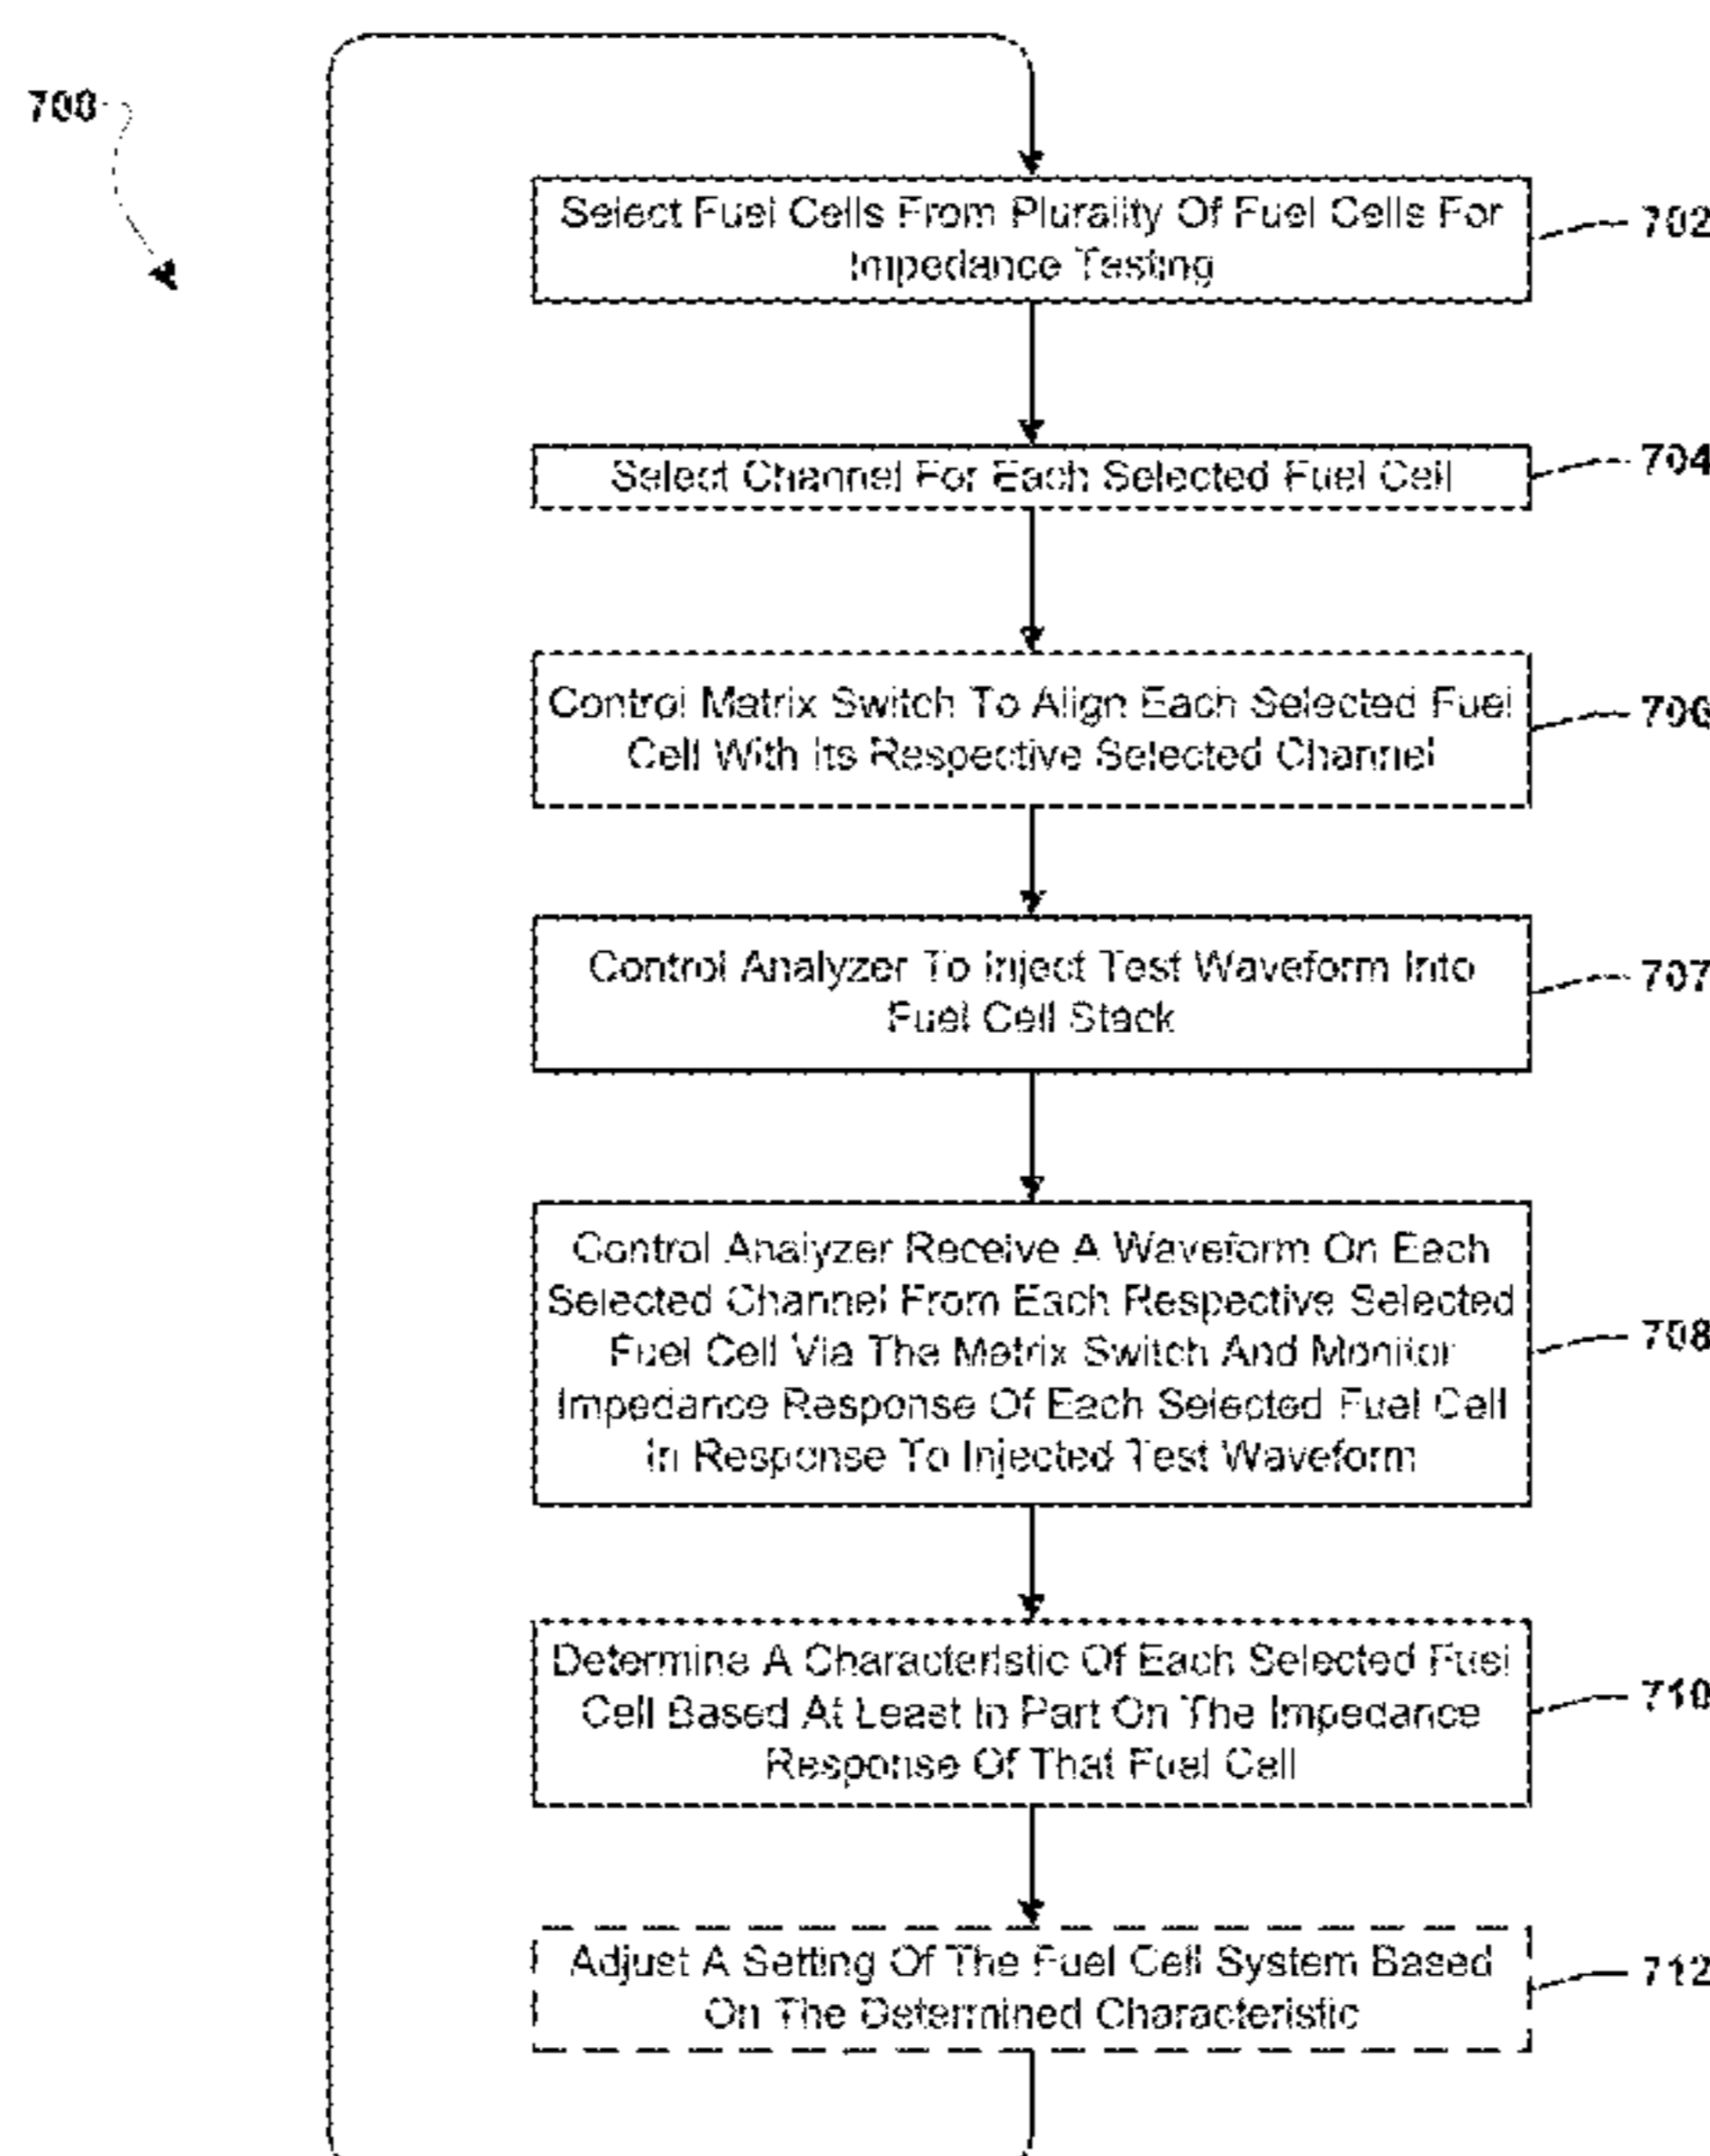 700
Select Fuel Cells From Plurality Of Fuel Cells For
Impedance Testing
702
Select Channel For Each Selected Fuel Cell
704
Control Matrix Switch To Align Each Selected Fuel
Cell With Its Respective Selected Channel
706
Control Analyzer To Inject Test Waveform Into
Fuel Cell Stack
707
Control Analyzer Receive A Waveform On Each
Selected Channel From Each Respective Selected
Fuel Cell Via The Matrix Switch And Monitor
Impedance Response Of Each Selected Fuel Cell
In Response To Injected Test Waveform
708
Determine A Characteristic Of Each Selected Fuel
Cell Based At Least In Part On The Impedance
Response Of That Fuel Cell
710
Adjust A Setting Of The Fuel Cell System Based
On The Determined Characteristic
712